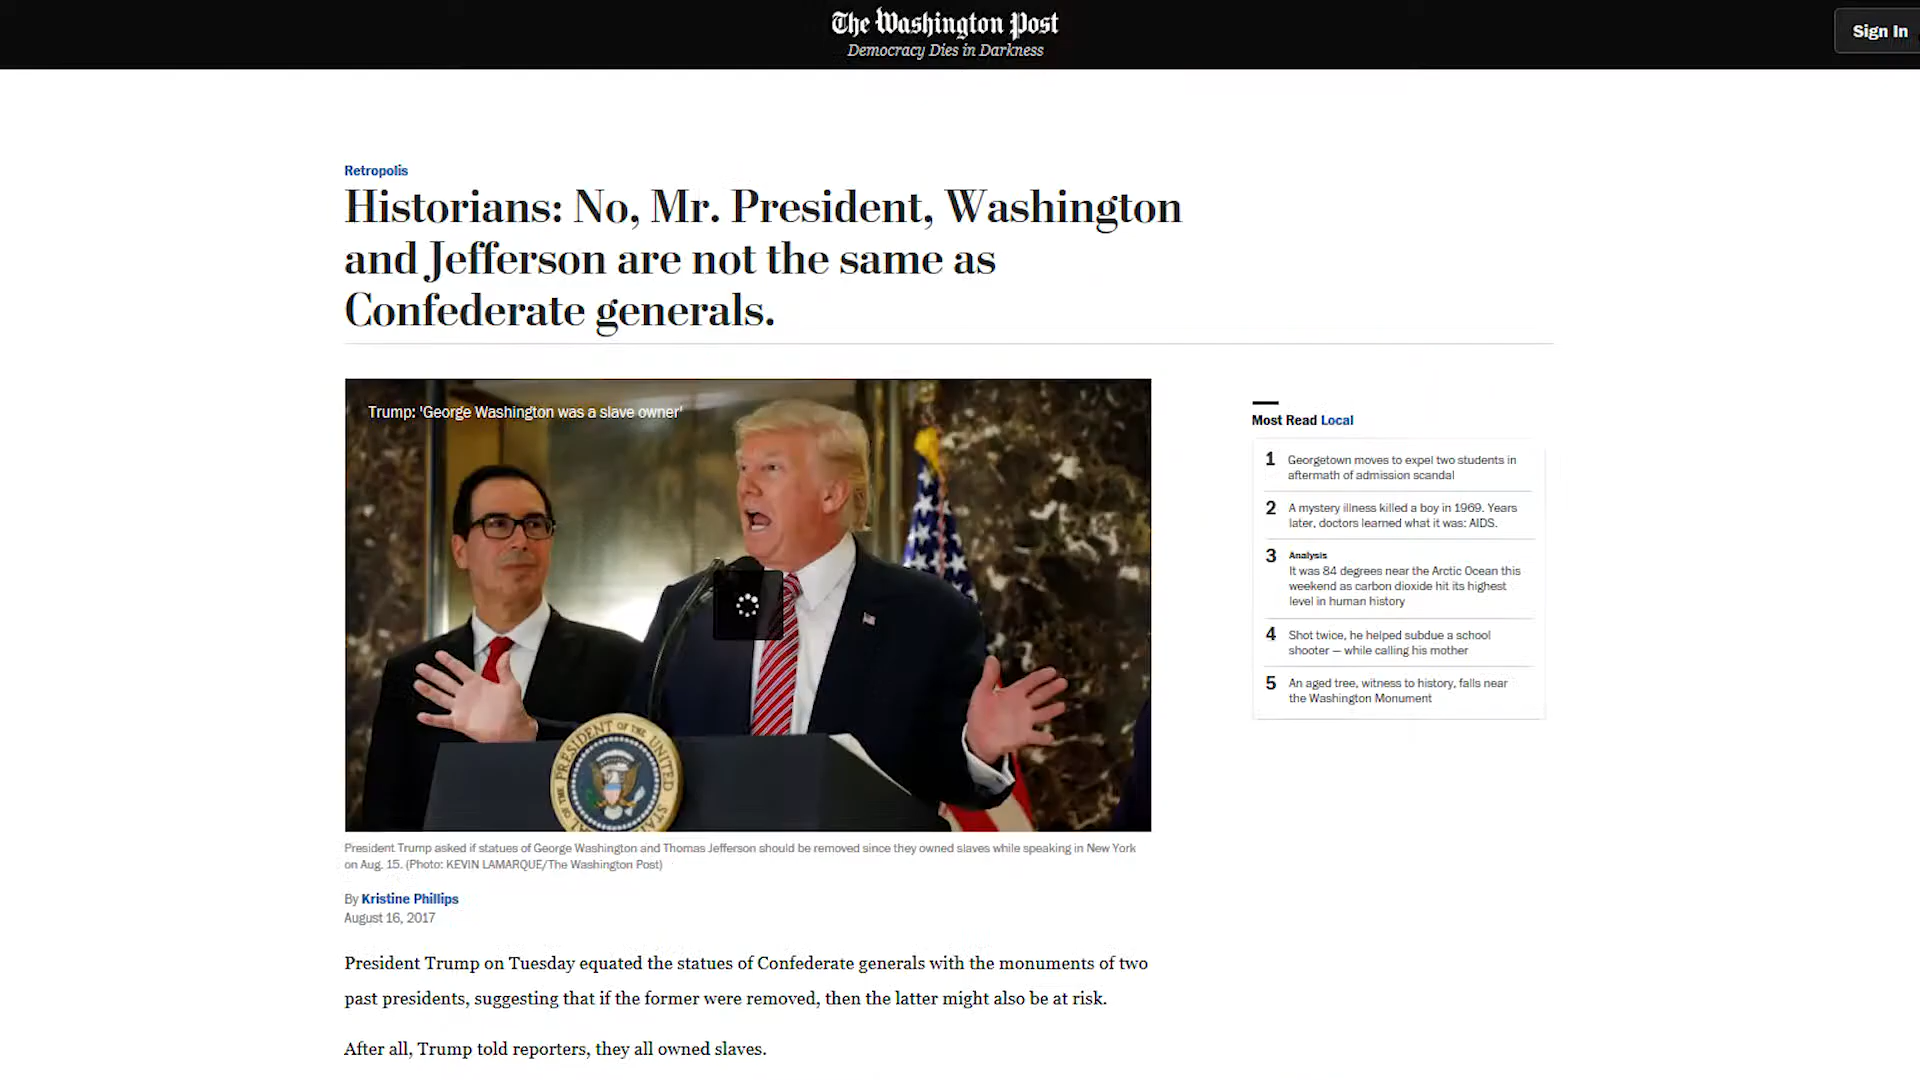 The Washington Post
Democracy Dies in Darkness
Sign In
Retropolis
Historians: No, Mr. President, Washington
and Jefferson are not the same as
Confederate generals.
Trump: 'George Washington was a slave owner'
PRESIDENT OF THE UNITED STA
President Trump asked if statues of George Washington and Thomas Jefferson should be removed since they owned slaves while speaking in New York
on Aug. 15. (Photo: KEVIN LAMARQUE/The Washington Post)
By Kristine Phillips
August 16, 2017
President Trump on Tuesday equated the statues of Confederate generals with the monuments of two
past presidents, suggesting that if the former were removed, then the latter might also be at risk.
After all, Trump told reporters, they all owned slaves.
Most Read Local
1 Georgetown moves to expel two students in
aftermath of admission scandal
2 A mystery illness killed a boy in 1969. Years
later, doctors learned what it was: AIDS.
3 Analysis
It was 84 degrees near the Arctic Ocean this
weekend as carbon dioxide hit its highest
level in human history
4 Shot twice, he helped subdue a school
shooter — while calling his mother
5 An aged tree, witness to history, falls near
the Washington Monument